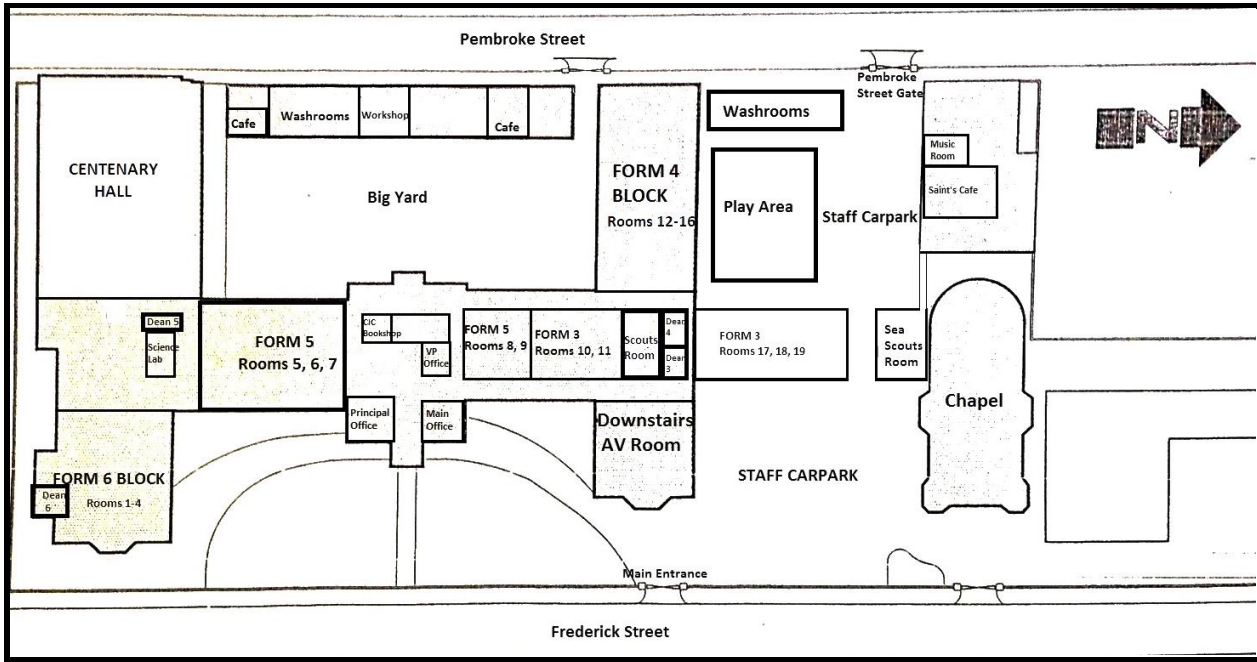 Pembroke Street
Pembroke
Street Gate
CENTENARY
HALL
Cafe
Washrooms
Workshop
Cafe
Big Yard
FORM 4
BLOCK
Rooms 12-16
Washrooms
Play Area
Staff Carpark
Music
Room
Saint's Cafe
N
Dean 5
Science
Lab
FORM 5
Rooms 5, 6, 7
CIC
Bookshop
VP
Office
FORM 5
Rooms 8, 9
FORM 3
Rooms 10, 11
Scouts
Room
Dean
4
Dean
3
FORM 3
Rooms 17, 18, 19
Sea
Scouts
Room
Chapel
Principal
Office
Main
Office
Downstairs
AV Room
STAFF CARPARK
FORM 6 BLOCK
Rooms 1-4
Dean
6
Main Entrance
Frederick Street